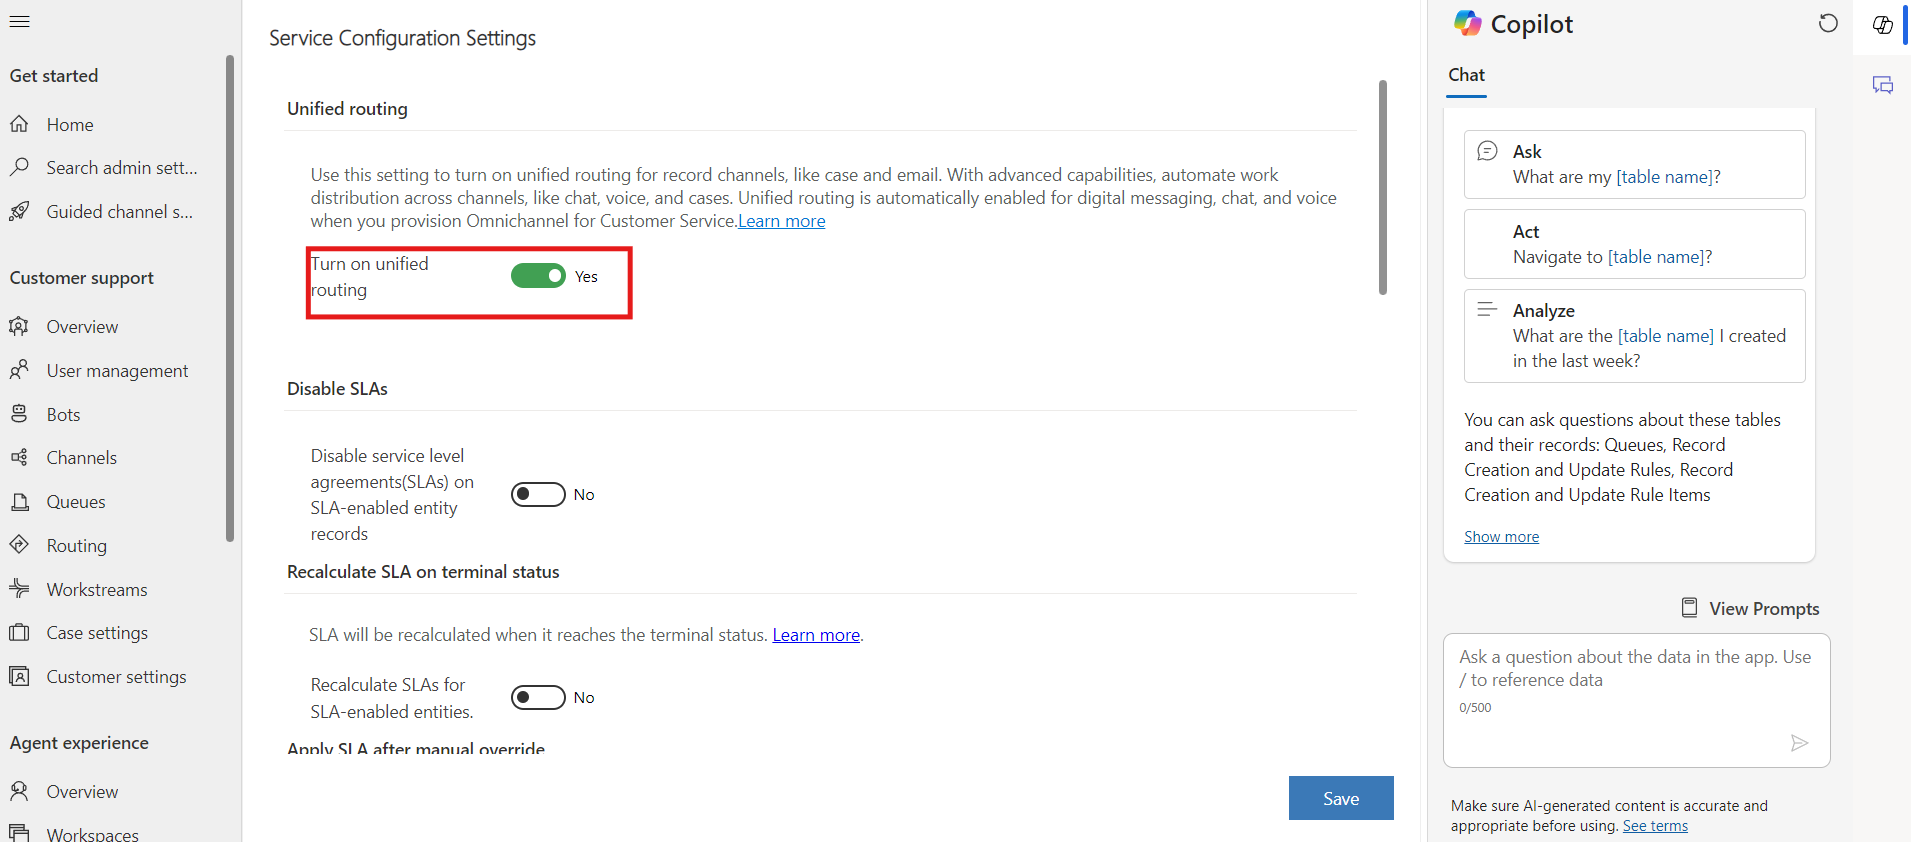 Get started
Home
Search admin sett...
Guided channel s...
Customer support
Overview
User management
Bots
Channels
Queues
Routing
Workstreams
Case settings
Customer settings
Agent experience
Overview
Workspaces
Service Configuration Settings
Unified routing
Use this setting to turn on unified routing for record channels, like case and email. With advanced capabilities, automate work
distribution across channels, like chat, voice, and cases. Unified routing is automatically enabled for digital messaging, chat, and voice
when you provision Omnichannel for Customer Service.Learn more
Turn on unified
routing
Yes
Disable SLAs
Disable service level
agreements(SLAs) on
SLA-enabled entity
records
No
Recalculate SLA on terminal status
SLA will be recalculated when it reaches the terminal status. Learn more.
Recalculate SLAs for
SLA-enabled entities.
No
Apply SLA after manual override
Save
Copilot
Chat
Ask
What are my [table name]?
Act
Navigate to [table name]?
Analyze
What are the [table name] I created
in the last week?
You can ask questions about these tables
and their records: Queues, Record
Creation and Update Rules, Record
Creation and Update Rule Items
Show more
View Prompts
Ask a question about the data in the app. Use
/ to reference data
0/500
Make sure AI-generated content is accurate and
appropriate before using. See terms